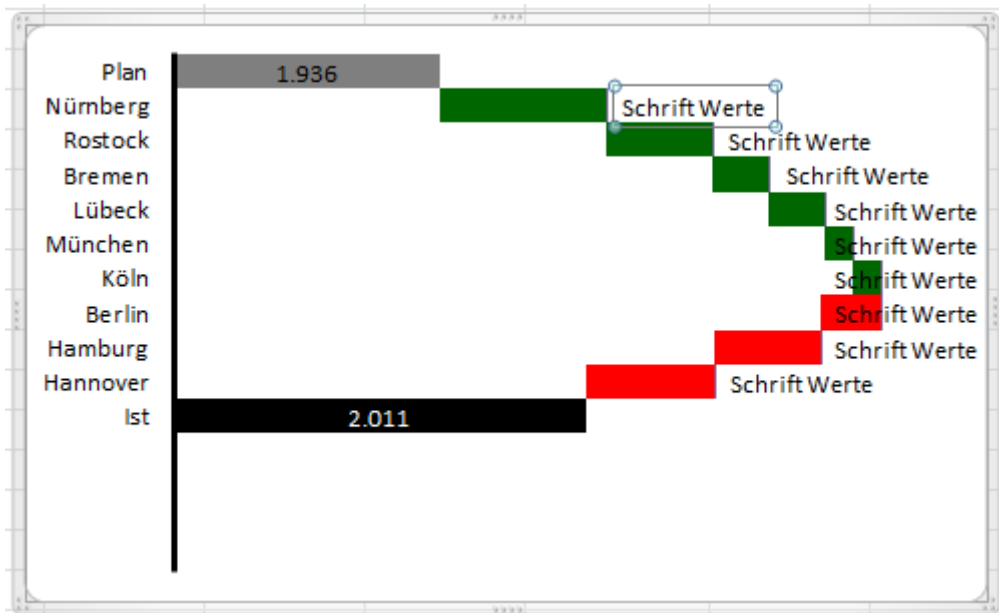 Plan 1.936
Nürnberg Schrift Werte
Rostock Schrift Werte
Bremen Schrift Werte
Lübeck Schrift Werte
München Schrift Werte
Köln Schrift Werte
Berlin Schrift Werte
Hamburg Schrift Werte
Hannover Schrift Werte
Ist 2.011